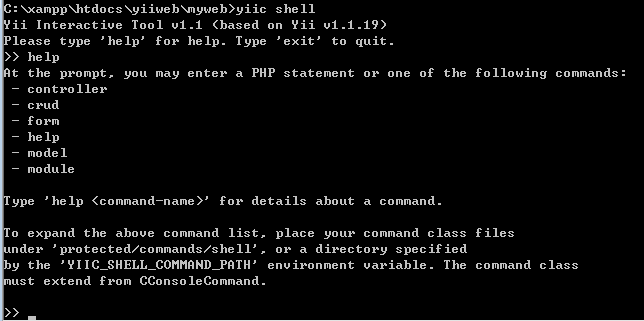 C:\xampp\htdocs\yiiweb\myweb>yiic shell
Yii Interactive Tool v1.1 (based on Yii v1.1.19)
Please type 'help' for help. Type 'exit' to quit.
>> help
At the prompt, you may enter a PHP statement or one of the following commands:
- controller
- crud
- form
- help
- model
- module
Type 'help <command-name>' for details about a command.
To expand the above command list, place your command class files
under 'protected/commands/shell', or a directory specified
by the 'YIIC_SHELL_COMMAND_PATH' environment variable. The command class
must extend from CConsoleCommand.
>> _